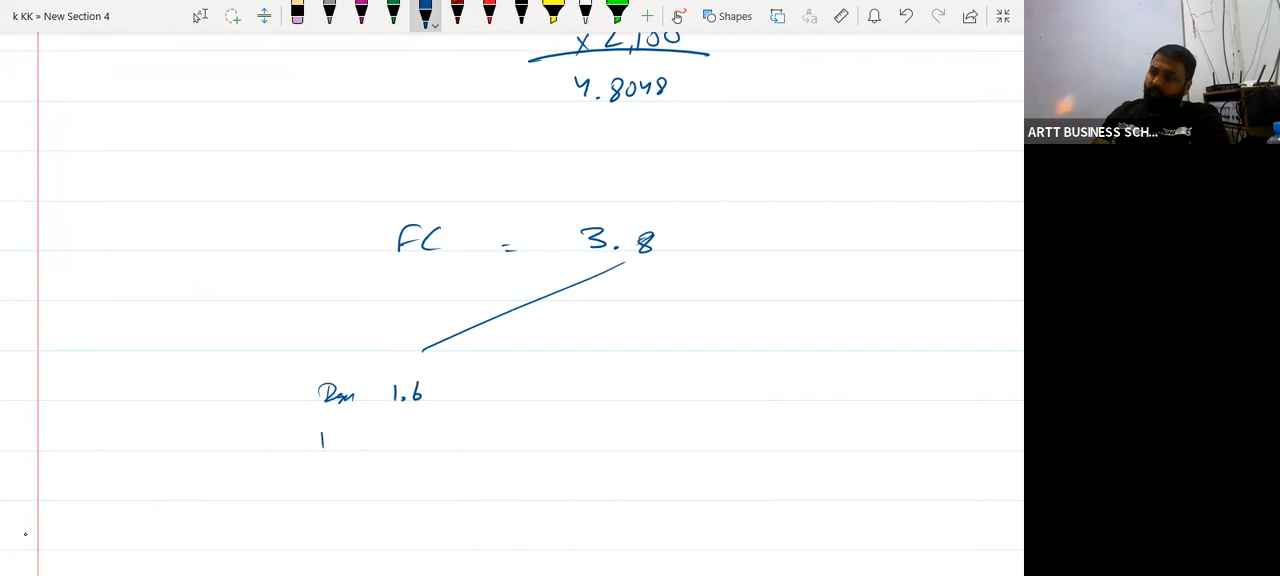 k KK » New Section 4
Shapes
x 2,100
4.8048
ARTT BUSINESS SCH...
FC = 3.8
1.6